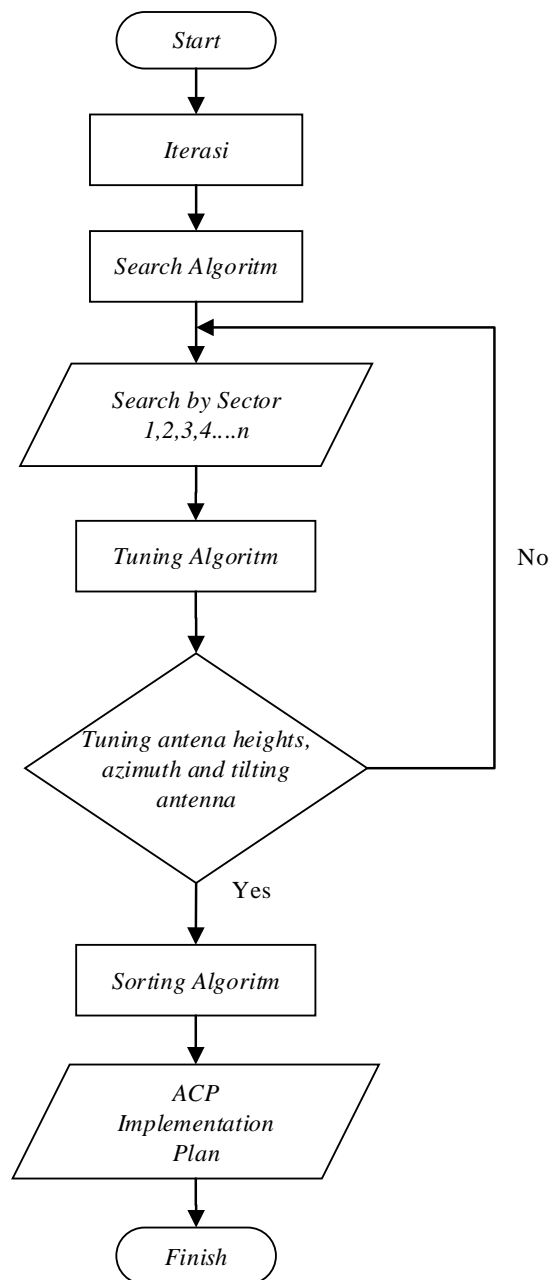 Start
Iterasi
Search Algoritm
Search by Sector
1,2,3,4....n
Tuning Algoritm
No
Tuning antena heights,
azimuth and tilting
antenna
Yes
Sorting Algoritm
ACP
Implementation
Plan
Finish